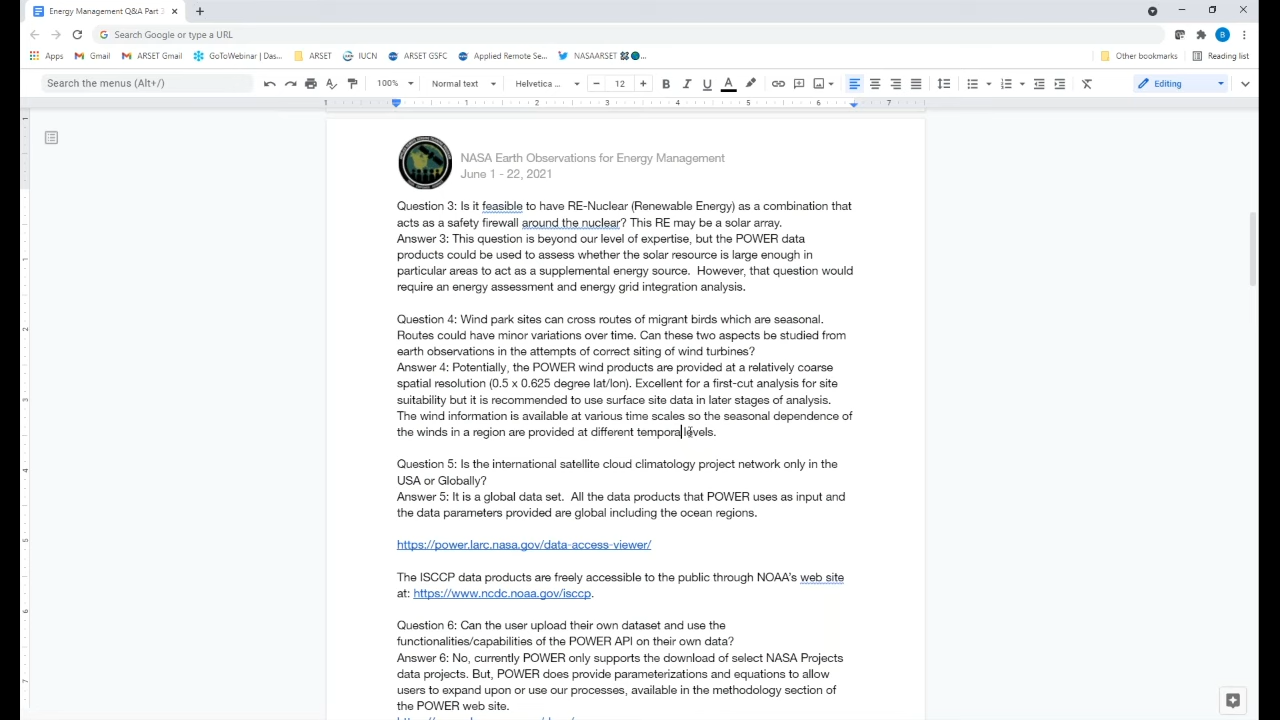 Energy Management Q&A Part 2
Search Google or type a URL
Apps
Gmail
ARSET Gmail
GoToWebinar | Das...
ARSET
IUCN
ARSET GSFC
Applied Remote Se...
NASAARSET
Other bookmarks
Reading list
Search the menus (Alt+/)
100%
Normal text
Helvetica ...
12
Editing
NASA Earth Observations for Energy Management
June 1 - 22, 2021
Question 3: Is it feasible to have RE-Nuclear (Renewable Energy) as a combination that
acts as a safety firewall around the nuclear? This RE may be a solar array.
Answer 3: This question is beyond our level of expertise, but the POWER data
products could be used to assess whether the solar resource is large enough in
particular areas to act as a supplemental energy source.  However, that question would
require an energy assessment and energy grid integration analysis.
Question 4: Wind park sites can cross routes of migrant birds which are seasonal.
Routes could have minor variations over time. Can these two aspects be studied from
earth observations in the attempts of correct siting of wind turbines?
Answer 4: Potentially, the POWER wind products are provided at a relatively coarse
spatial resolution (0.5 x 0.625 degree lat/lon). Excellent for a first-cut analysis for site
suitability but it is recommended to use surface site data in later stages of analysis.
The wind information is available at various time scales so the seasonal dependence of
the winds in a region are provided at different temporal levels.
Question 5: Is the international satellite cloud climatology project network only in the
USA or Globally?
Answer 5: It is a global data set.  All the data products that POWER uses as input and
the data parameters provided are global including the ocean regions.
https://power.larc.nasa.gov/data-access-viewer/
The ISCCP data products are freely accessible to the public through NOAA's web site
at: https://www.ncdc.noaa.gov/isccp.
Question 6: Can the user upload their own dataset and use the
functionalities/capabilities of the POWER API on their own data?
Answer 6: No, currently POWER only supports the download of select NASA Projects
data projects. But, POWER does provide parameterizations and equations to allow
users to expand upon or use our processes, available in the methodology section of
the POWER web site.